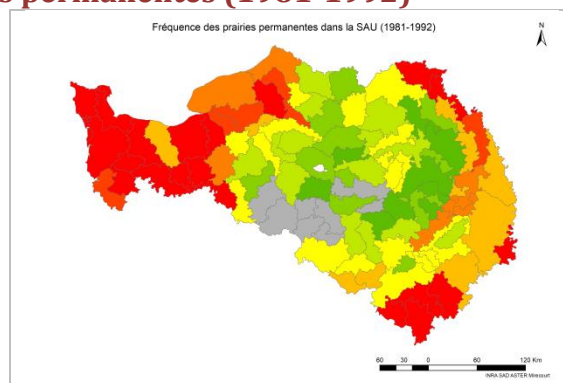 s permanentes (1981-1992)
Fréquence des prairies permanentes dans la SAU (1981-1992)
N
60 30 0 60 120 Km
INRA SAD ASTER Mirecourt